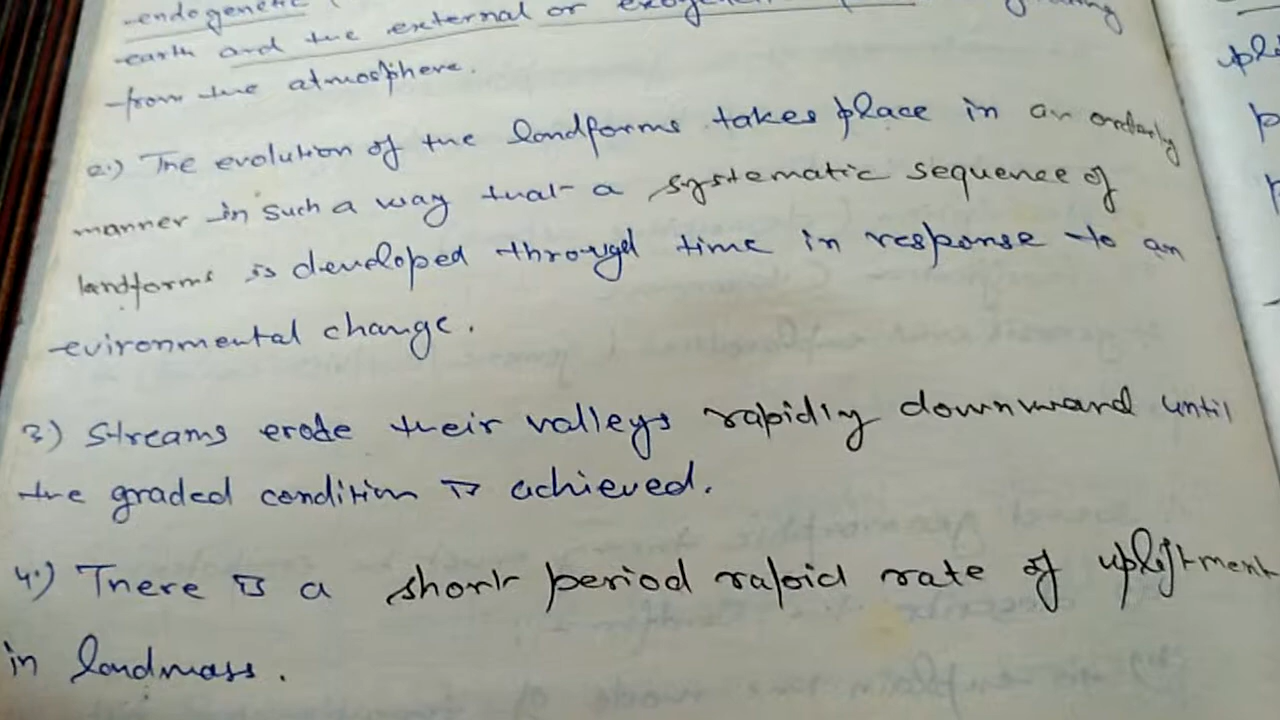 endogenetic
earth and the external or
from the atmosphere.
2.) The evolution of the landforms takes place in an orderly
manner in such a way that a systematic sequence of
landforms is developed through time in response to an
evironmental change.
3) Streams erode their valleys rapidly downward until
the graded condition is achieved.
4.) There is a short period rapid rate of upliftment
in landmass.